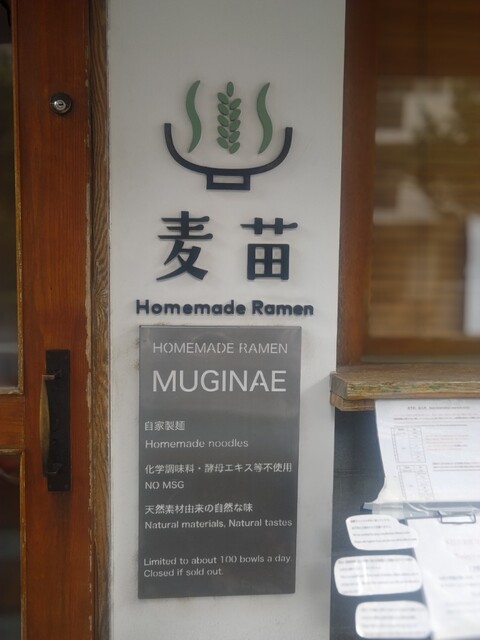 麦苗
Homemade Ramen
HOMEMADE RAMEN
MUGINAE
自家製麺
Homemade noodles
化学調味料・酵母エキス等不使用
NO MSG
天然素材由来の自然な味
Natural materials, Natural tastes
Limited to about 100 bowls a day.
Closed if sold out.